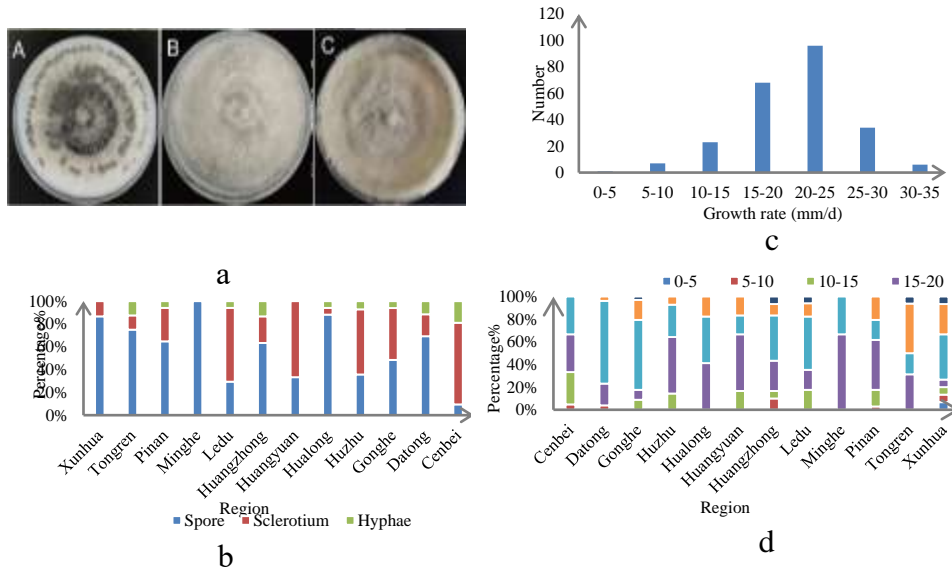 A B C
a
120
100
80
60
40
20
0
Number
0-5 5-10 10-15 15-20 20-25 25-30 30-35
Growth rate (mm/d)
c
100%
80%
60%
40%
20%
0%
Percentage%
Xunhua Tongren Pinan Minghe Ledu Huangzhong Huangyuan Hualong Huzhu Gonghe Datong Cenbei
Region
Spore Sclerotium Hyphae
b
0-5 5-10 10-15 15-20
100%
80%
60%
40%
20%
0%
Percentage%
Cenbei Datong Gonghe Huzhu Hualong Huangyuan Huangzhong Ledu Minghe Pinan Tongren Xunhua
Region
d